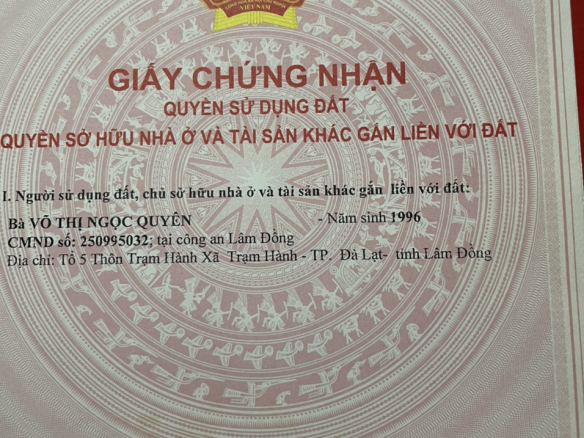 VIỆT NAM
GIẤY CHỨNG NHẬN
QUYỀN SỬ DỤNG ĐẤT
QUYỀN SỞ HỮU NHÀ Ở VÀ TÀI SẢN KHÁC GẮN LIỀN VỚI ĐẤT
I. Người sử dụng đất, chủ sở hữu nhà ở và tài sản khác gắn liền với đất:
Bà VÕ THỊ NGỌC QUYÊN - Năm sinh 1996
CMND số: 250995032; tại công an Lâm Đồng
Địa chỉ: Tổ 5 Thôn Trạm Hành Xã Trạm Hành - TP. Đà Lạt- tỉnh Lâm Đồng